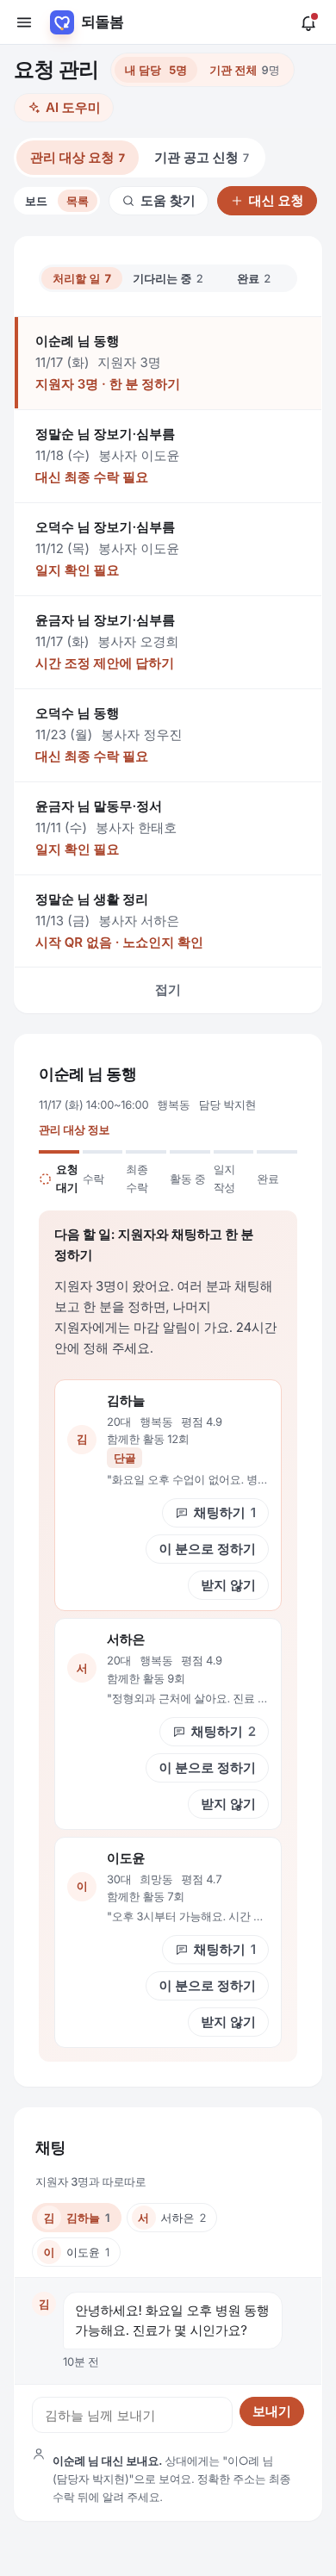 되돌봄
요청 관리
내 담당 5명
기관 전체 9명
AI 도우미
관리 대상 요청 7
기관 공고 신청 7
보드
목록
도움 찾기
+ 대신 요청
처리할 일 7
기다리는 중 2
완료 2
이순례 님 동행
11/17 (화) 지원자 3명
지원자 3명 · 한 분 정하기
정말순 님 장보기·심부름
11/18 (수) 봉사자 이도윤
대신 최종 수락 필요
오덕수 님 장보기·심부름
11/12 (목) 봉사자 이도윤
일지 확인 필요
윤금자 님 장보기·심부름
11/17 (화) 봉사자 오경희
시간 조정 제안에 답하기
오덕수 님 동행
11/23 (월) 봉사자 정우진
대신 최종 수락 필요
윤금자 님 말동무·정서
11/11 (수) 봉사자 한태호
일지 확인 필요
정말순 님 생활 정리
11/13 (금) 봉사자 서하은
시작 QR 없음 · 노쇼인지 확인
접기
이순례 님 동행
11/17 (화) 14:00~16:00 행복동 담당 박지현
관리 대상 정보
요청
대기
수락
최종
수락
활동 중
일지
작성
완료
다음 할 일: 지원자와 채팅하고 한 분
정하기
지원자 3명이 왔어요. 여러 분과 채팅해
보고 한 분을 정하면, 나머지
지원자에게는 마감 알림이 가요. 24시간
안에 정해 주세요.
김
김하늘
20대 행복동 평점 4.9
함께한 활동 12회
단골
"화요일 오후 수업이 없어요. 병...
채팅하기 1
이 분으로 정하기
받지 않기
서
서하은
20대 행복동 평점 4.9
함께한 활동 9회
"정형외과 근처에 살아요. 진료 ...
채팅하기 2
이 분으로 정하기
받지 않기
이
이도윤
30대 희망동 평점 4.7
함께한 활동 7회
"오후 3시부터 가능해요. 시간 ...
채팅하기 1
이 분으로 정하기
받지 않기
채팅
지원자 3명과 따로따로
김 김하늘 1
서 서하은 2
이 이도윤 1
김
안녕하세요! 화요일 오후 병원 동행
가능해요. 진료가 몇 시인가요?
10분 전
김하늘 님께 보내기
보내기
이순례 님 대신 보내요. 상대에게는 "이○례 님
(담당자 박지현)"으로 보여요. 정확한 주소는 최종
수락 뒤에 알려 주세요.